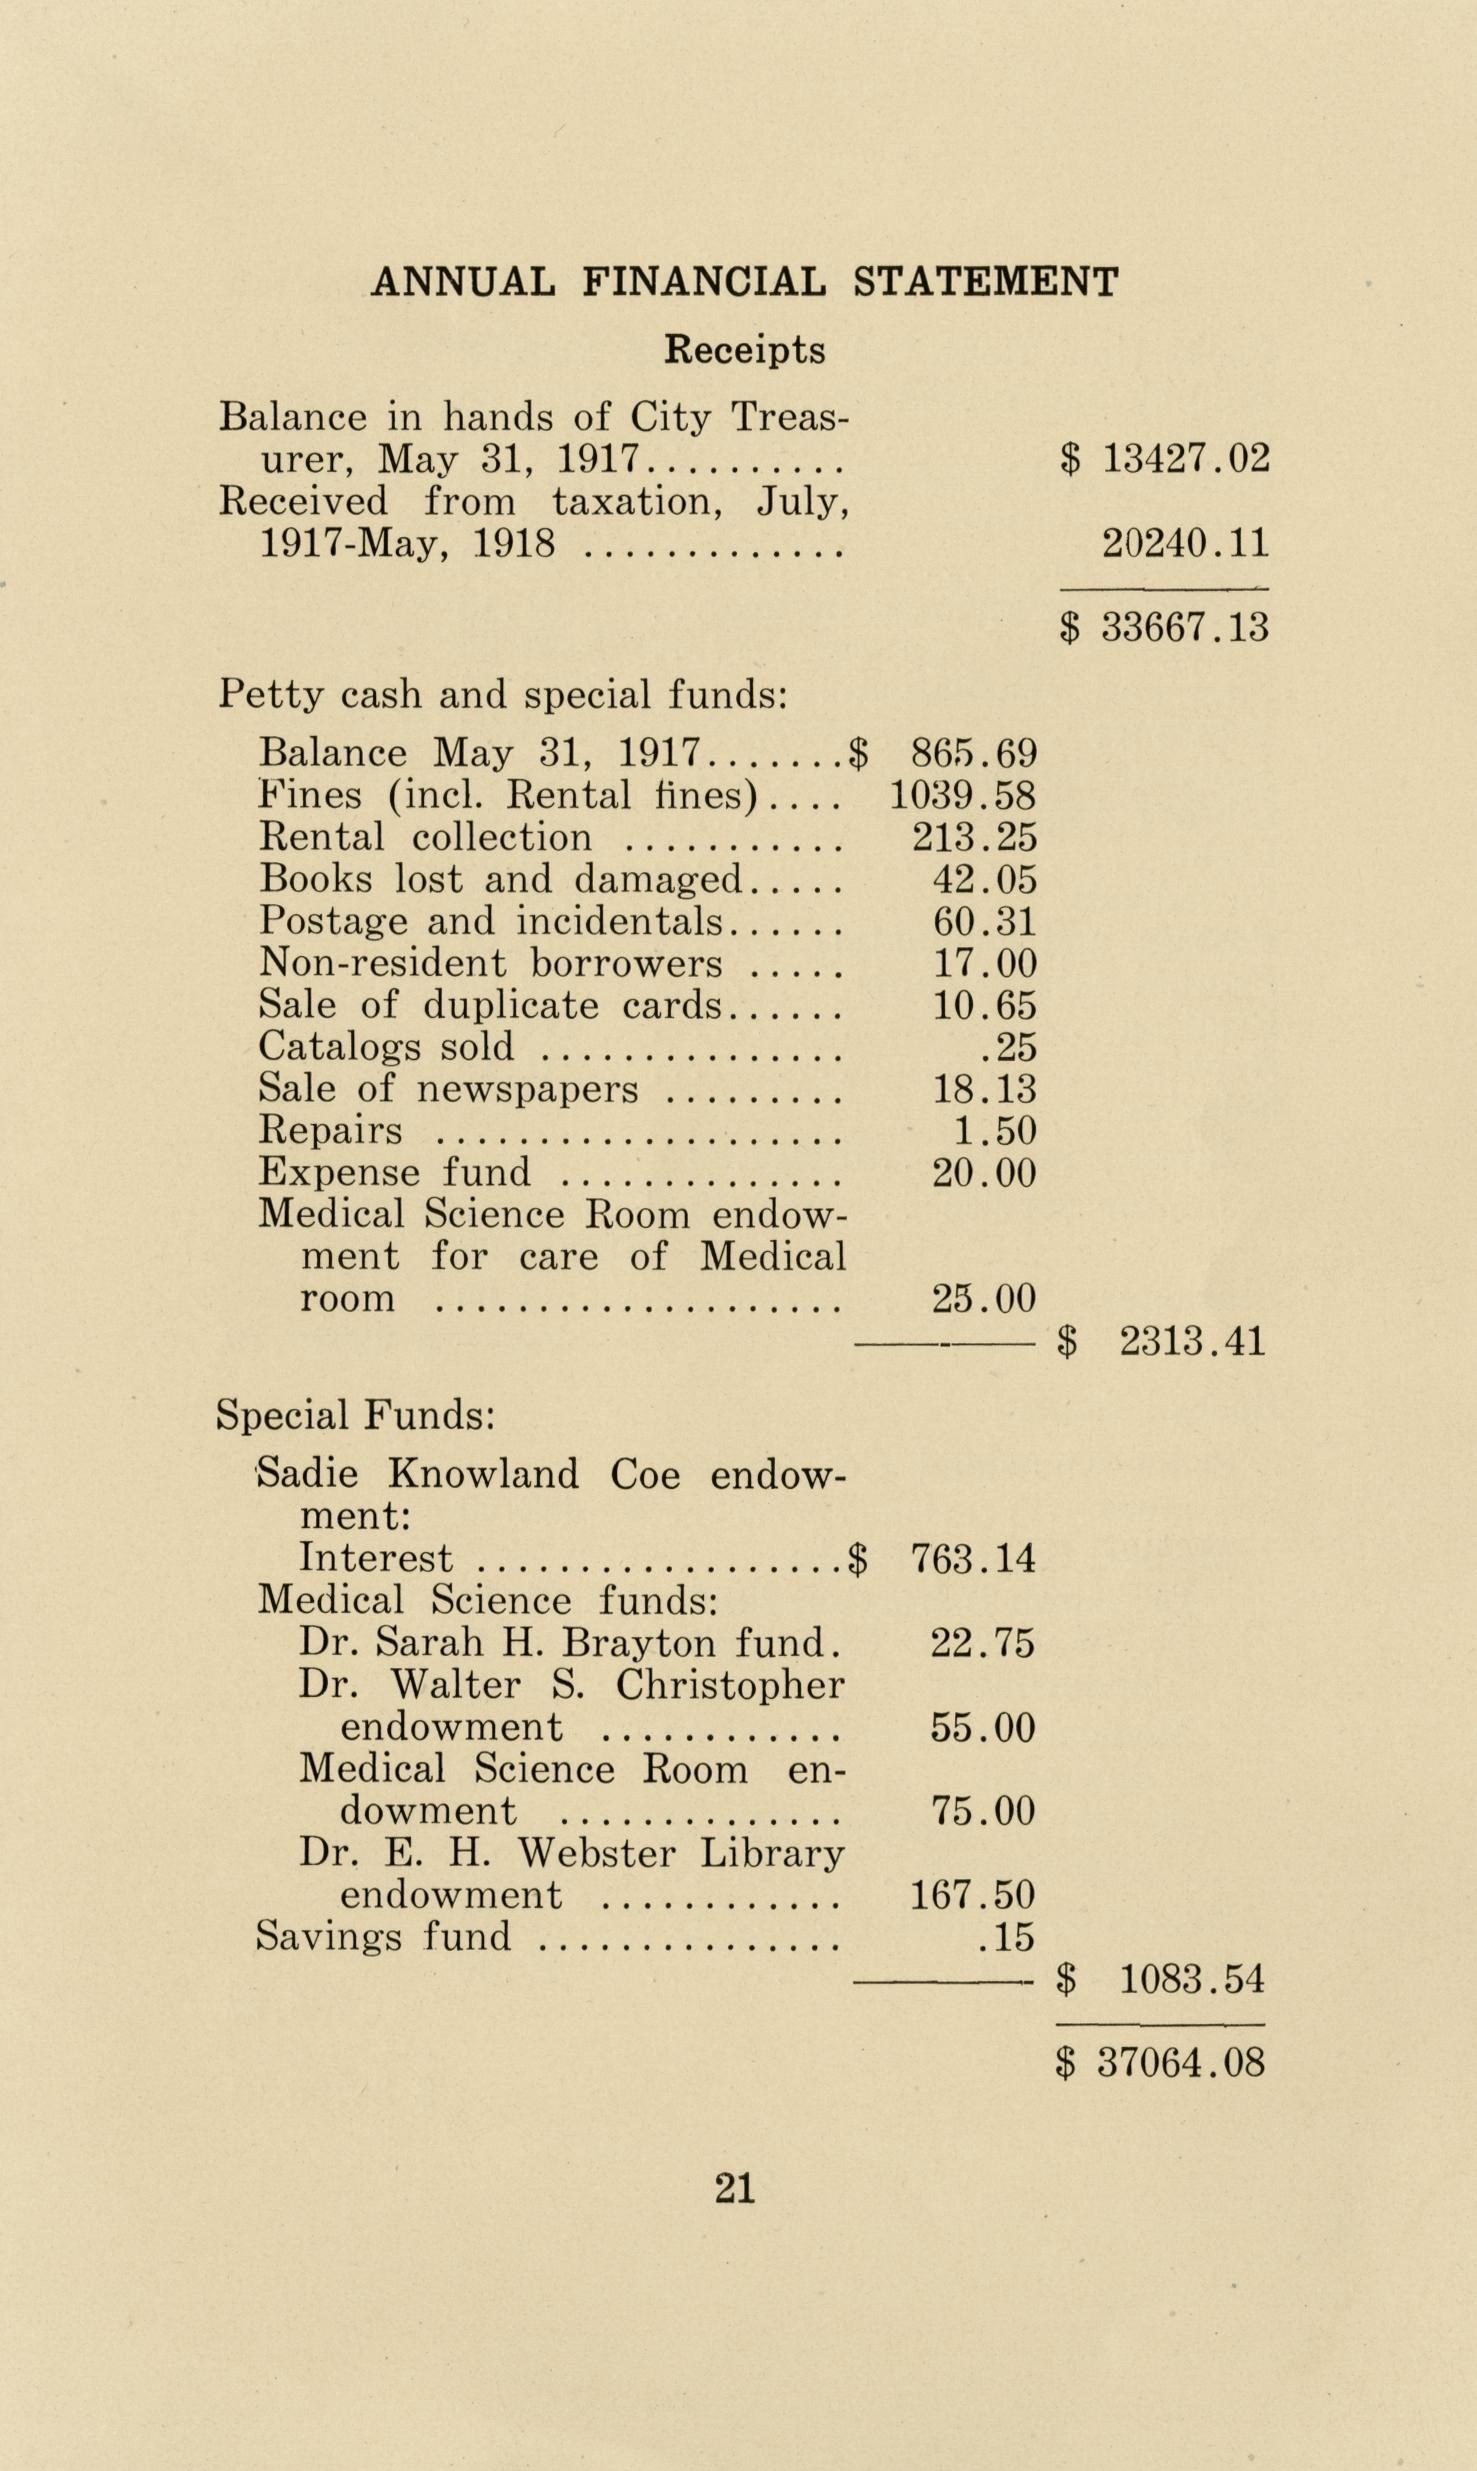 ANNUAL FINANCIAL STATEMENT
Receipts
Balance in hands of City Treas-
urer, May 31, 1917.......... $ 13427.02
Received from taxation, July,
1917-May, 1918 ............. 20240.11
$ 33667.13
Petty cash and special funds:
Balance May 31, 1917.......$ 865.69
Fines (incl. Rental fines).... 1039.58
Rental collection ........... 213.25
Books lost and damaged..... 42.05
Postage and incidentals...... 60.31
Non-resident borrowers ..... 17.00
Sale of duplicate cards...... 10.65
Catalogs sold ............... .25
Sale of newspapers ......... 18.13
Repairs .................... 1.50
Expense fund .............. 20.00
Medical Science Room endow-
ment for care of Medical
room .................... 25.00
$ 2313.41
Special Funds:
Sadie Knowland Coe endow-
ment:
Interest ..................$ 763.14
Medical Science funds:
Dr. Sarah H. Brayton fund. 22.75
Dr. Walter S. Christopher
endowment ............ 55.00
Medical Science Room en-
dowment .............. 75.00
Dr. E. H. Webster Library
endowment ............ 167.50
Savings fund ............... .15
$ 1083.54
$ 37064.08
21